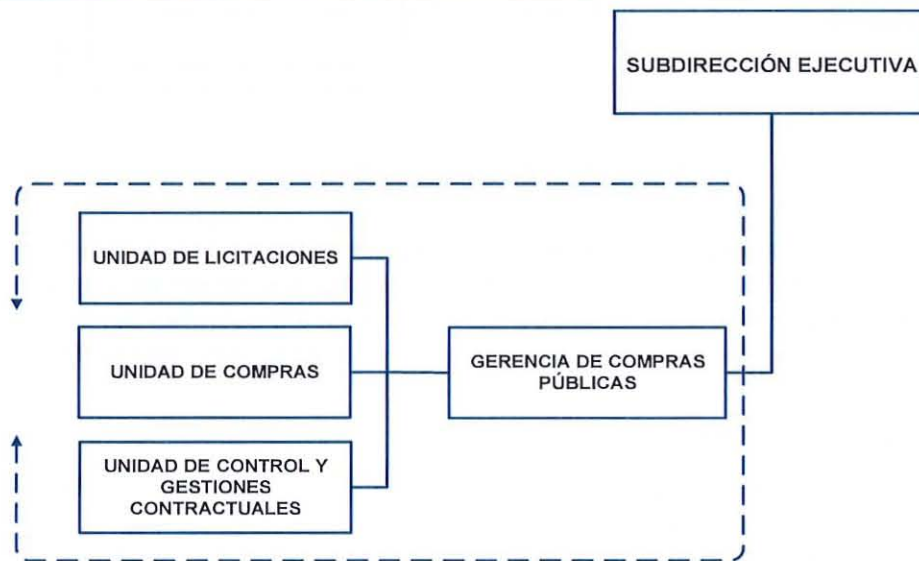 SUBDIRECCIÓN EJECUTIVA
UNIDAD DE LICITACIONES
UNIDAD DE COMPRAS
GERENCIA DE COMPRAS
PÚBLICAS
UNIDAD DE CONTROL Y
GESTIONES
CONTRACTUALES